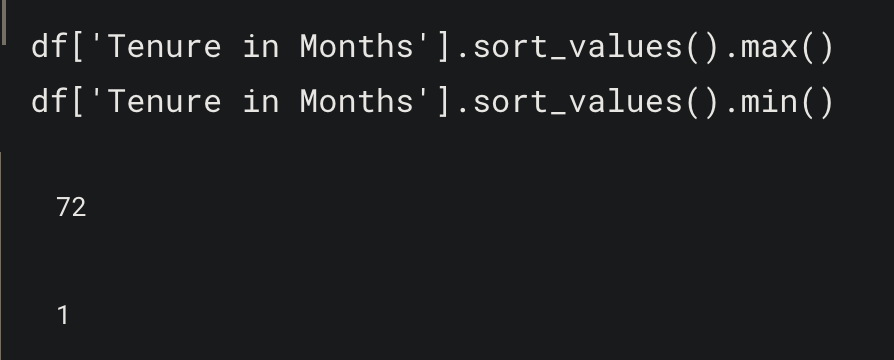 df['Tenure in Months'].sort_values().max()
df['Tenure in Months'].sort_values().min()
72
1